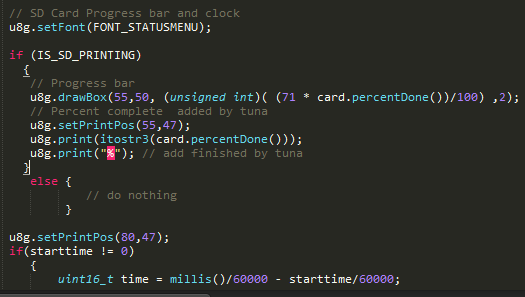 // SD Card Progress bar and clock
u8g.setFont(FONT_STATUSMENU);
if (IS_SD_PRINTING)
{
// Progress bar
u8g.drawBox(55,50, (unsigned int)( (71 * card.percentDone())/100) ,2);
// Percent complete  added by tuna
u8g.setPrintPos(55,47);
u8g.print(itostr3(card.percentDone()));
u8g.print("%"); // add finished by tuna
}
else {
// do nothing
}
u8g.setPrintPos(80,47);
if(starttime != 0)
{
uint16_t time = millis()/60000 - starttime/60000;